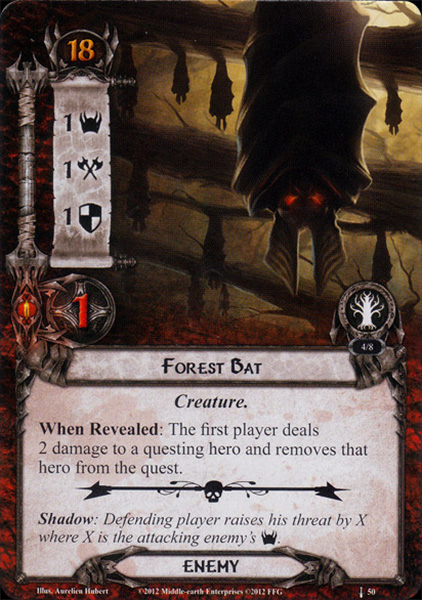 18
1
1
1
1
4/8
Forest Bat
Creature.
When Revealed: The first player deals
2 damage to a questing hero and removes that
hero from the quest.
Shadow: Defending player raises his threat by X
where X is the attacking enemy's
Enemy
Illus. Aurelien Hubert ©2012 Middle-earth Enterprises ©2012 FFG 50